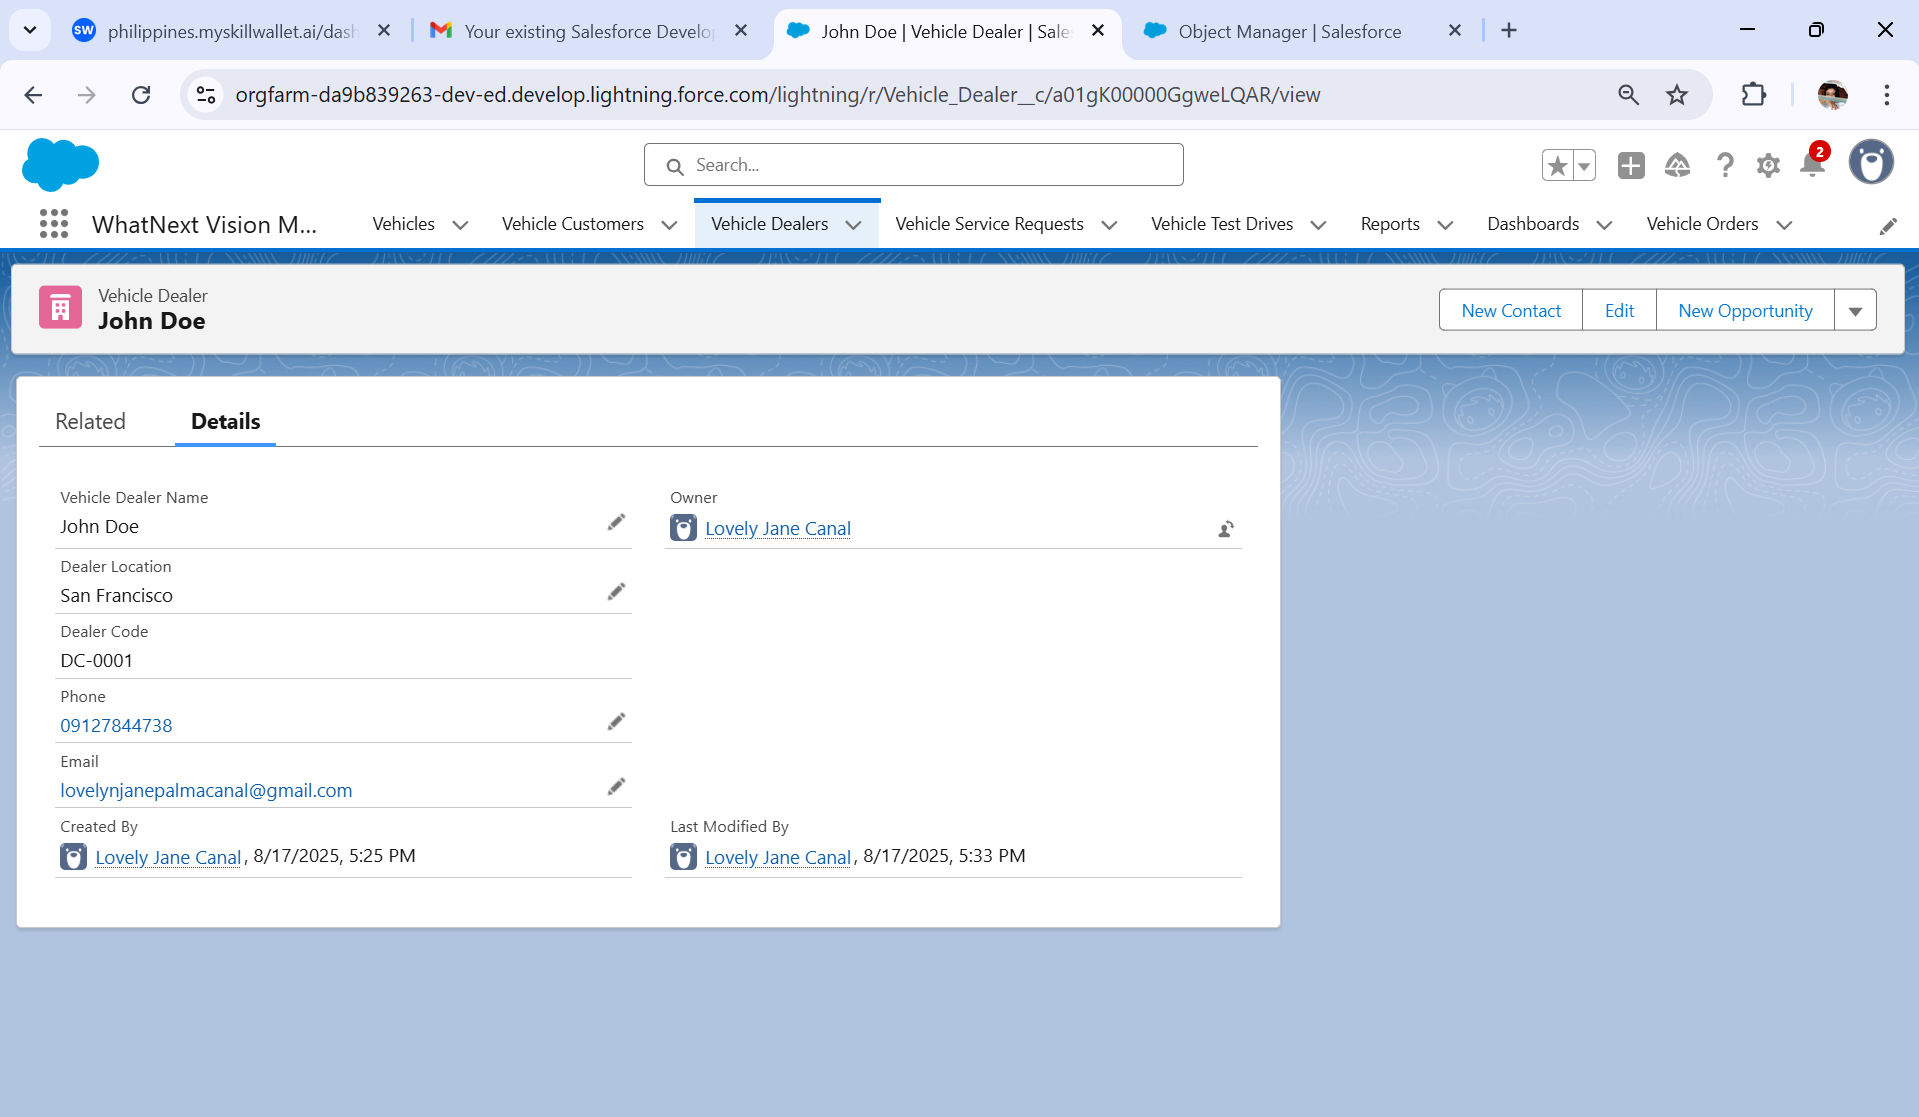 SW philippines.myskillwallet.ai/dash
Your existing Salesforce Develop
John Doe | Vehicle Dealer | Sale
Object Manager | Salesforce
orgfarm-da9b839263-dev-ed.develop.lightning.force.com/lightning/r/Vehicle_Dealer__c/a01gK00000GgweLQAR/view
Search...
2
WhatNext Vision M...
Vehicles
Vehicle Customers
Vehicle Dealers
Vehicle Service Requests
Vehicle Test Drives
Reports
Dashboards
Vehicle Orders
Vehicle Dealer
John Doe
New Contact
Edit
New Opportunity
Related
Details
Vehicle Dealer Name
John Doe
Owner
Lovely Jane Canal
Dealer Location
San Francisco
Dealer Code
DC-0001
Phone
09127844738
Email
lovelynjanepalmacanal@gmail.com
Created By
Lovely Jane Canal, 8/17/2025, 5:25 PM
Last Modified By
Lovely Jane Canal, 8/17/2025, 5:33 PM